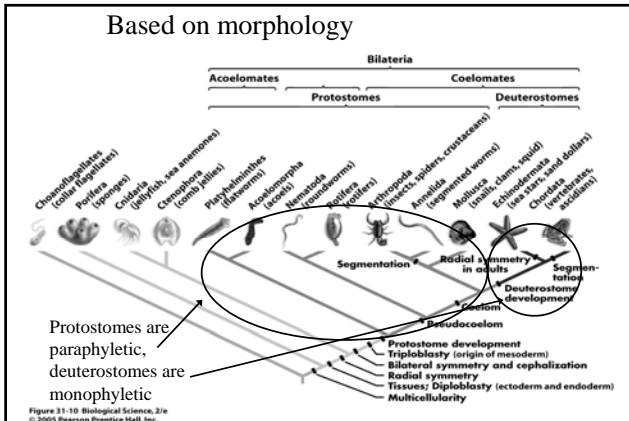 Based on morphology
Bilateria
Acoelomates
Coelomates
Protostomes
Deuterostomes
Choanoflagellates
(collar flagellates)
Porifera
(sponges)
Cnidaria
(jellyfish, sea anemones)
Ctenophora
(comb jellies)
Platyhelminthes
(flatworms)
Acoelomorpha
(acoels)
Nematoda
(roundworms)
Rotifera
(rotifers)
Arthropoda
(insects, spiders, crustaceans)
Annelida
(segmented worms)
Mollusca
(snails, clams, squid)
Echinodermata
(sea stars, sand dollars)
Chordata
(vertebrates,
ascidians)
Segmentation
Radial symmetry
in adults
Segmen-
tation
Deuterostome
development
Coelom
Pseudocoelom
Protostomes are
paraphyletic,
deuterostomes are
monophyletic
Protostome development
Triploblasty (origin of mesoderm)
Bilateral symmetry and cephalization
Radial symmetry
Tissues; Diploblasty (ectoderm and endoderm)
Multicellularity
Figure 31-10 Biological Science, 2/e
© 2005 Pearson Prentice Hall, Inc.